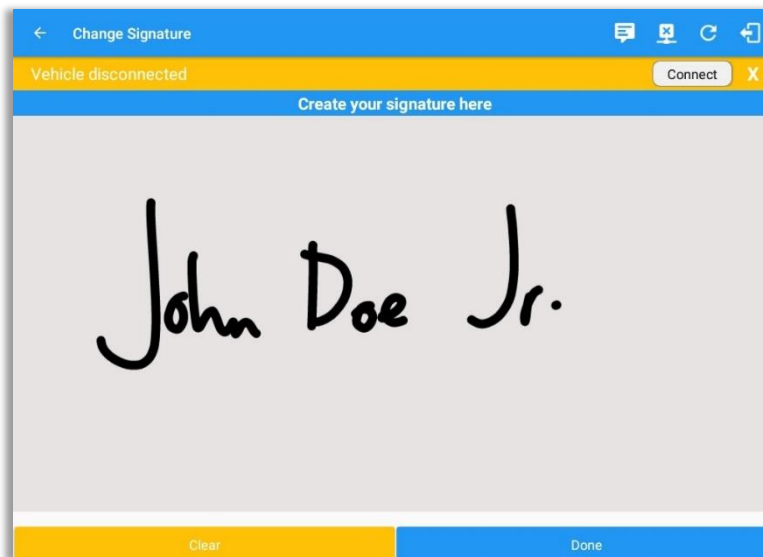 Change Signature
Vehicle disconnected
Connect
X
Create your signature here
John Doe Jr.
Clear
Done